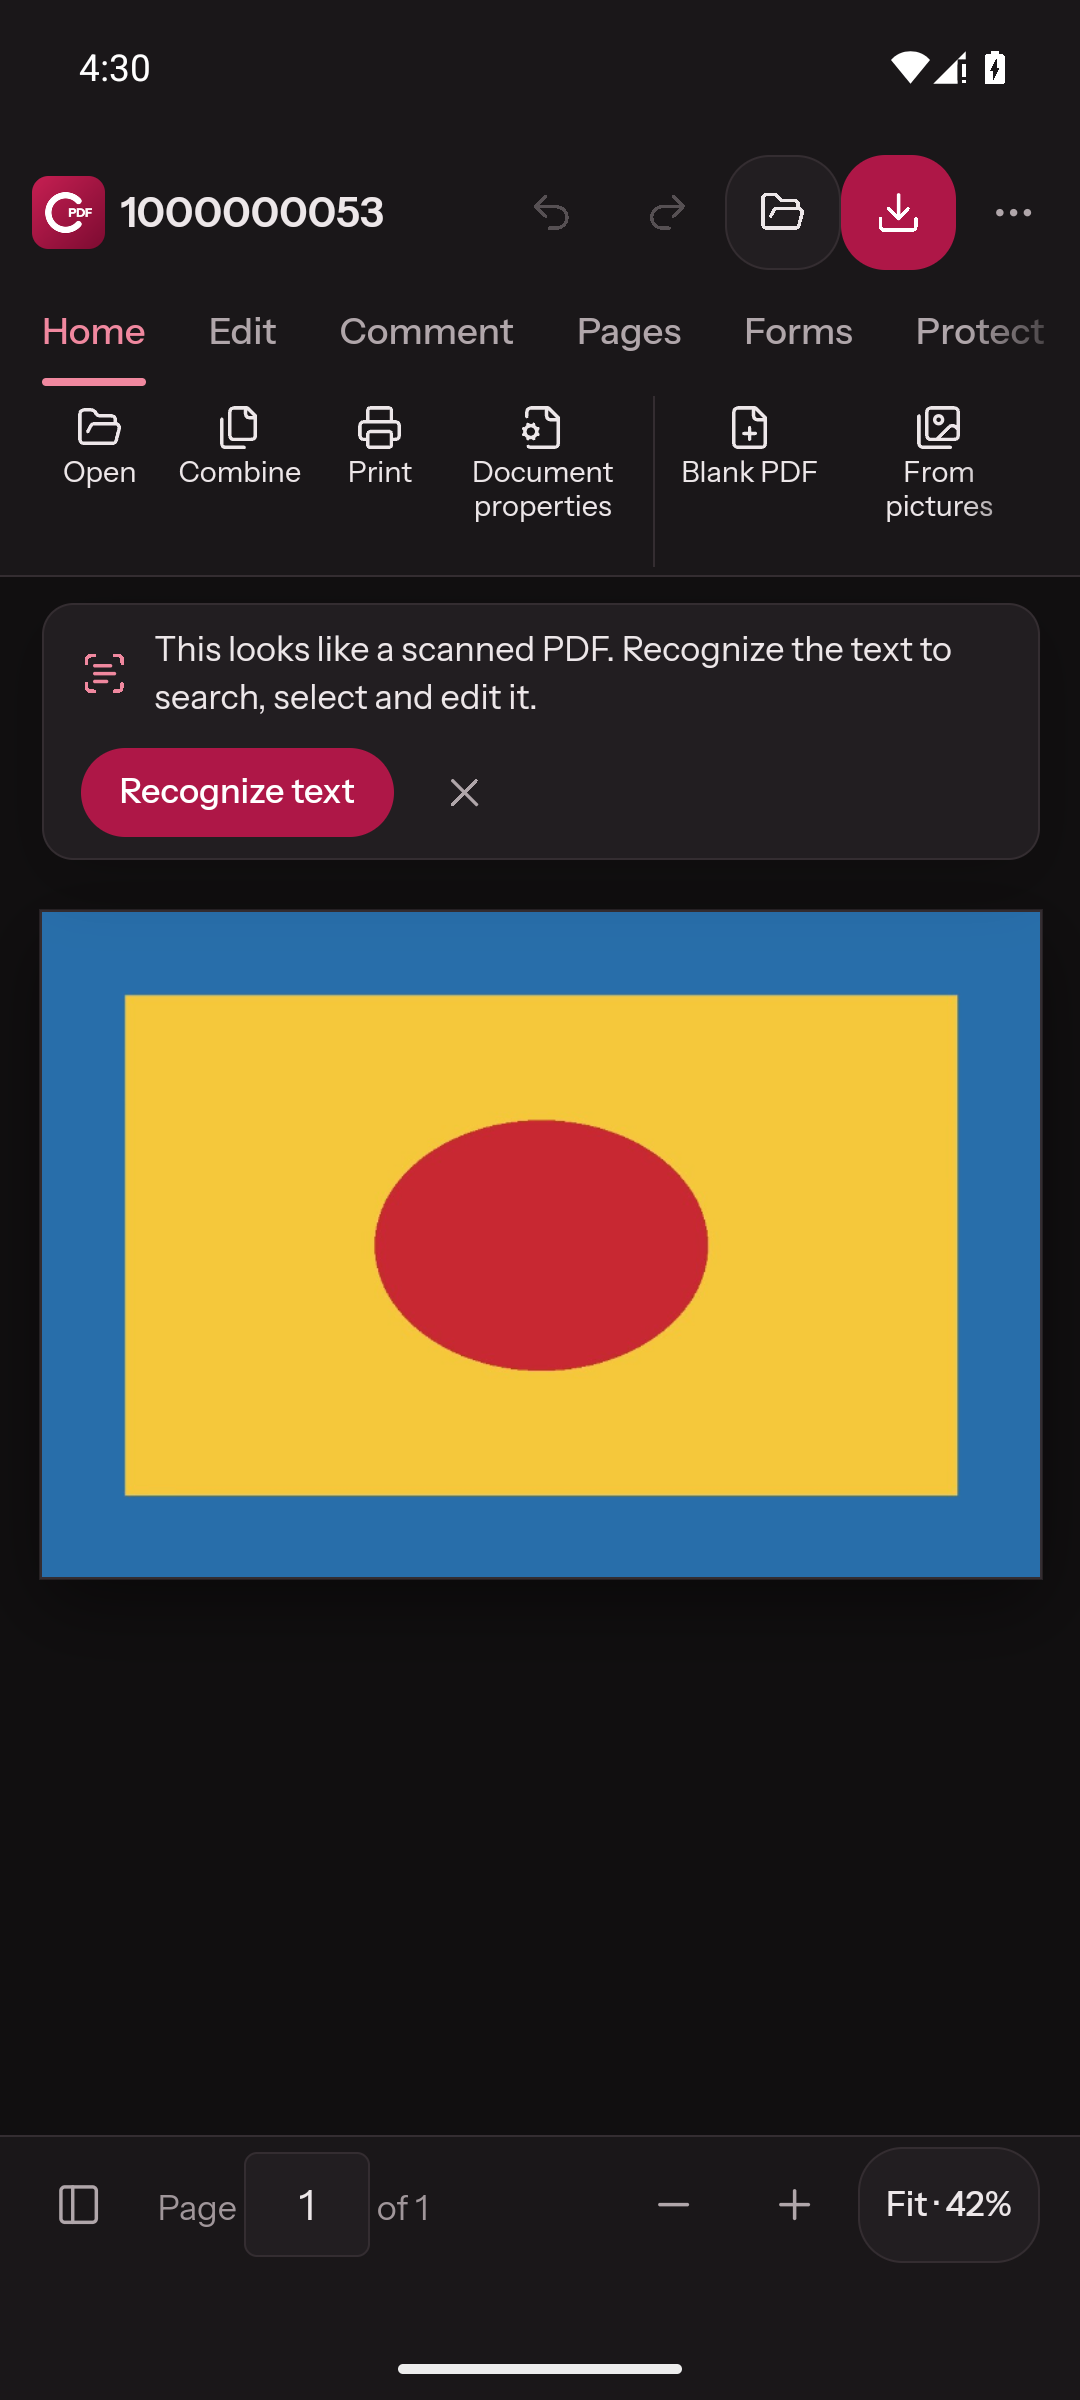 4:30
PDF
1000000053
Home Edit Comment Pages Forms Protect
Open Combine Print Document properties Blank PDF From pictures
This looks like a scanned PDF. Recognize the text to
search, select and edit it.
Recognize text
Page 1 of 1 Fit · 42%